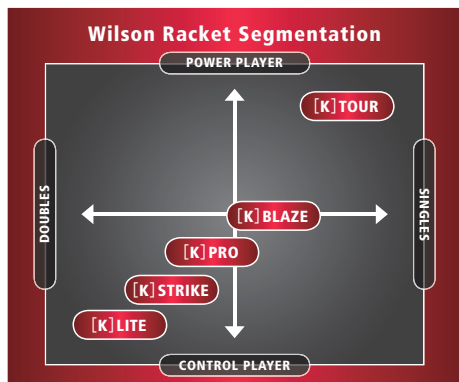 Wilson Racket Segmentation
POWER PLAYER
[K]TOUR
DOUBLES
SINGLES
[K]BLAZE
[K]PRO
[K]STRIKE
[K]LITE
CONTROL PLAYER